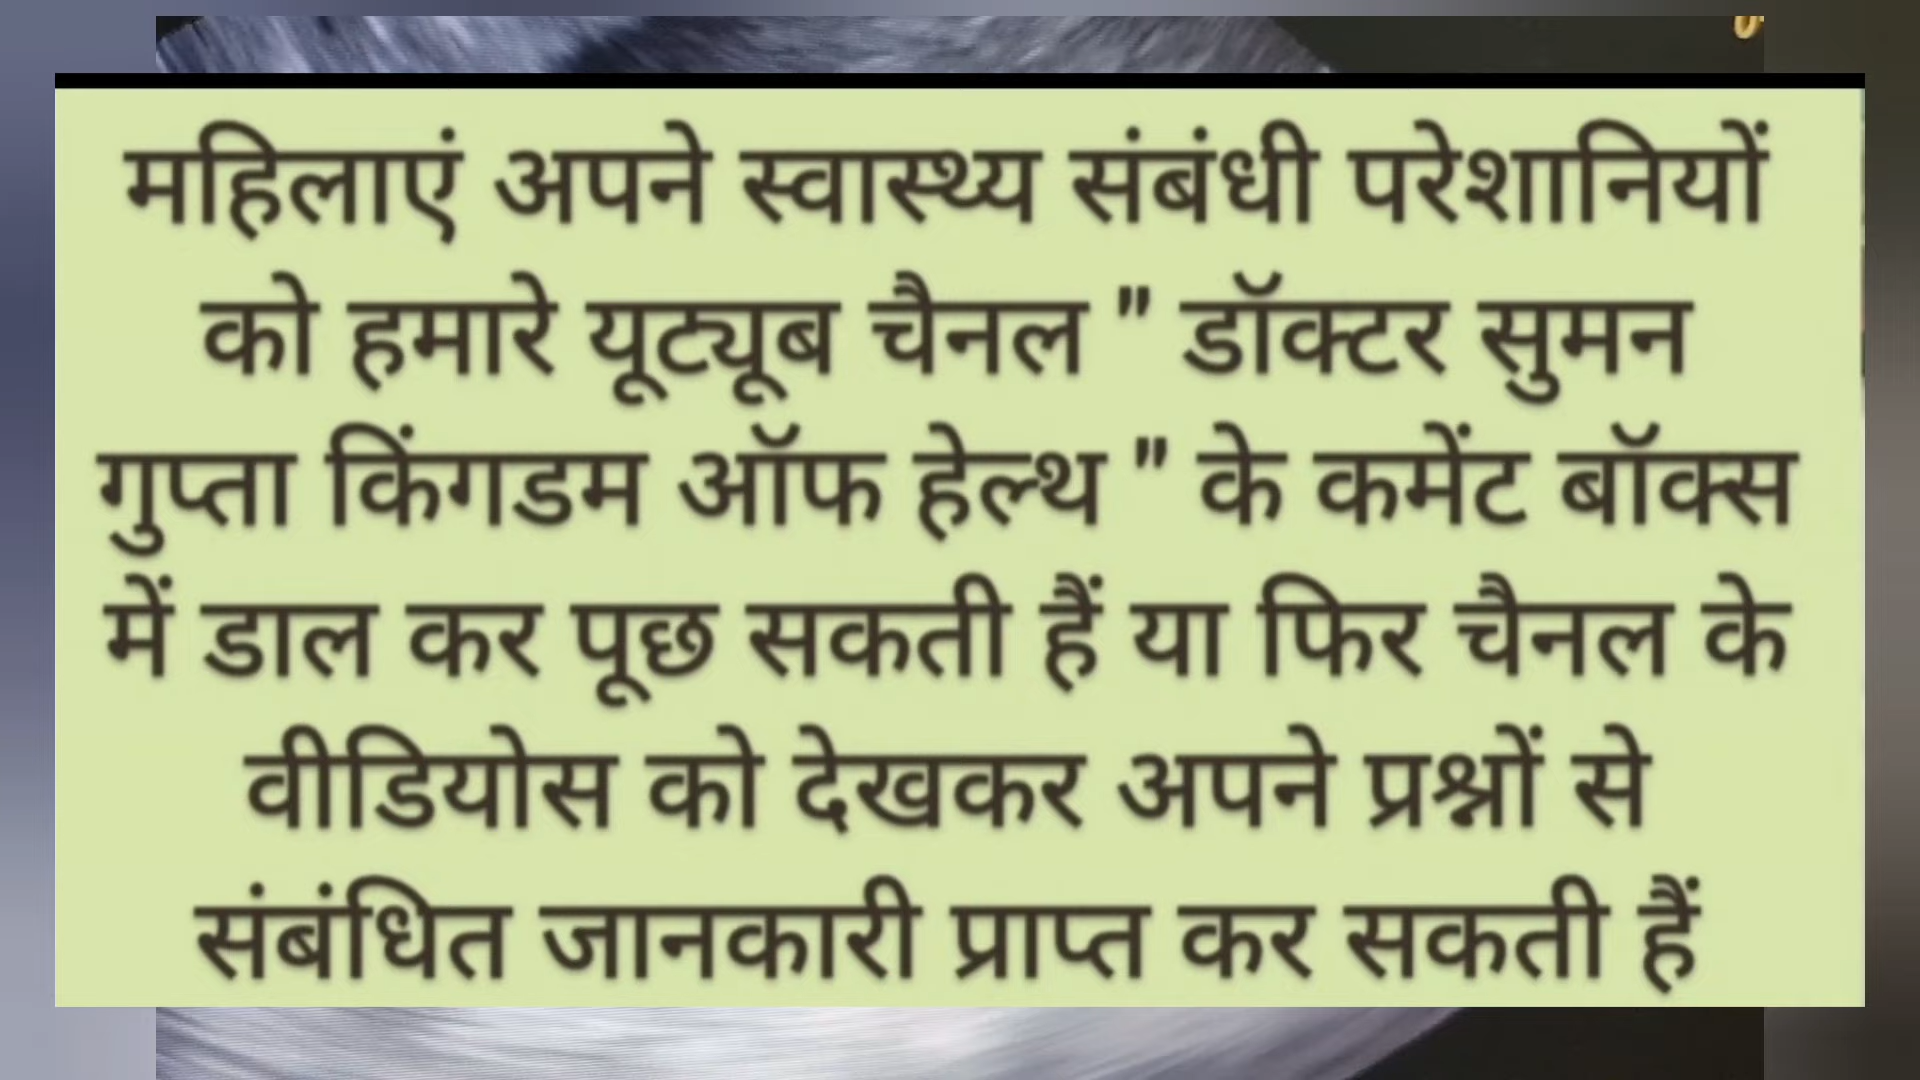 महिलाएं अपने स्वास्थ्य संबंधी परेशानियों
को हमारे यूट्यूब चैनल " डॉक्टर सुमन
गुप्ता किंगडम ऑफ हेल्थ " के कमेंट बॉक्स
में डाल कर पूछ सकती हैं या फिर चैनल के
वीडियोस को देखकर अपने प्रश्नों से
संबंधित जानकारी प्राप्त कर सकती हैं